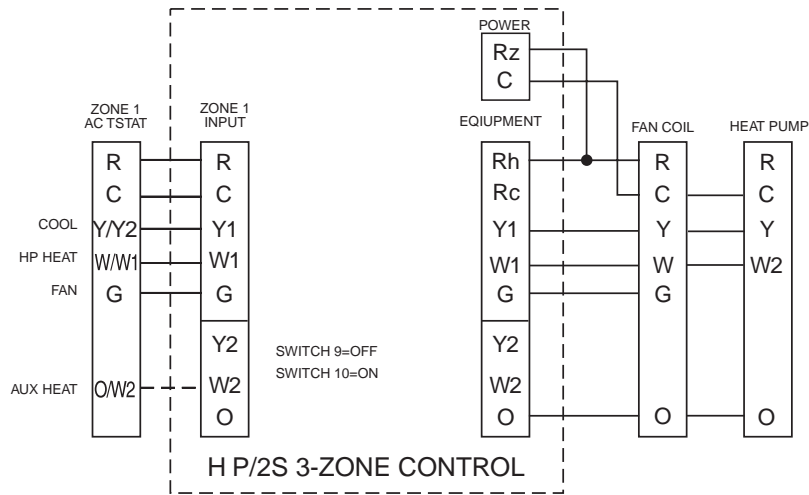 POWER
Rz
C
ZONE 1
AC TSTAT
ZONE 1
INPUT
EQIUPMENT
FAN COIL
HEAT PUMP
R
R
Rh
R
R
C
C
Rc
C
C
COOL
Y/Y2
Y1
Y1
Y
Y
HP HEAT
W/W1
W1
W1
W
W2
FAN
G
G
G
G
Y2
Y2
SWITCH 9=OFF
SWITCH 10=ON
AUX HEAT
O/W2
W2
W2
O
O
O
O
H P/2S 3-ZONE CONTROL